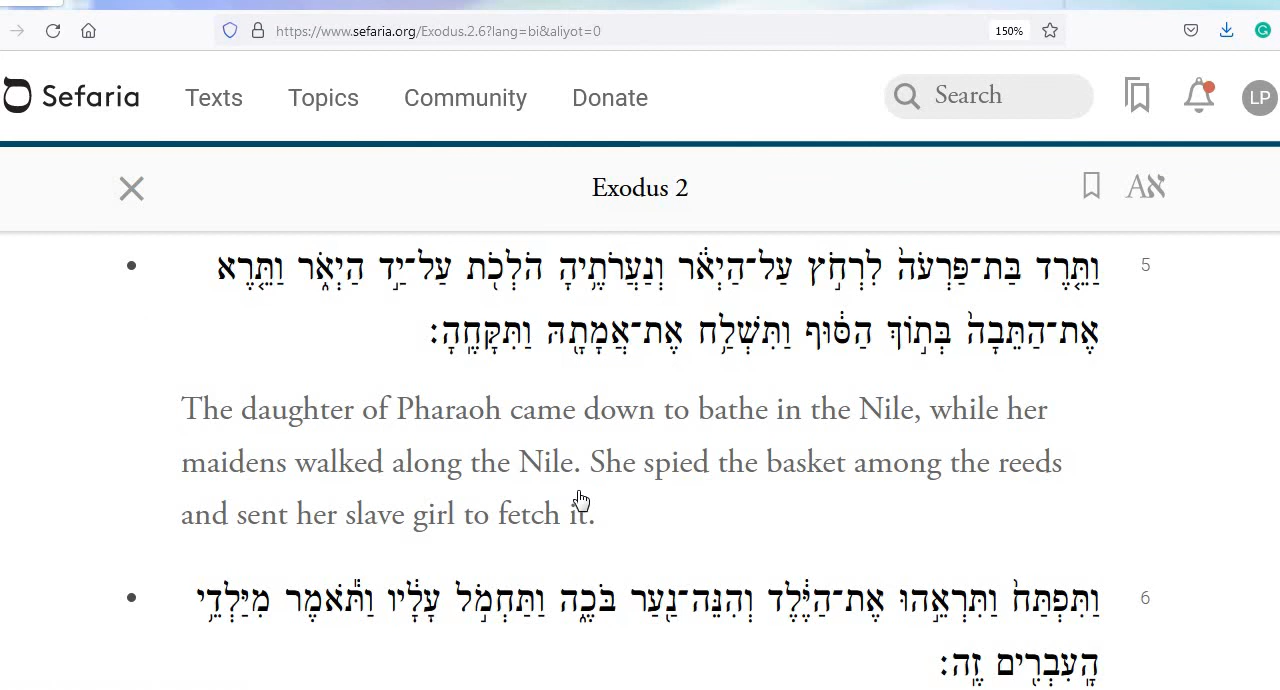 https://www.sefaria.org/Exodus.2.6?lang=bi&aliyot=0
150%
Sefaria Texts Topics Community Donate Search LP
Exodus 2
Aא
5
וַתֵּ֤רֶד בַּת־פַּרְעֹה֙ לִרְחֹ֣ץ עַל־הַיְאֹ֔ר וְנַעֲרֹתֶ֥יהָ הֹלְכֹ֖ת עַל־יַ֣ד הַיְאֹ֑ר וַתֵּ֤רֶא
אֶת־הַתֵּבָה֙ בְּת֣וֹךְ הַסּ֔וּף וַתִּשְׁלַ֥ח אֶת־אֲמָתָ֖הּ וַתִּקָּחֶֽהָ׃
The daughter of Pharaoh came down to bathe in the Nile, while her
maidens walked along the Nile. She spied the basket among the reeds
and sent her slave girl to fetch it.
6
וַתִּפְתַּח֙ וַתִּרְאֵ֣הוּ אֶת־הַיֶּ֔לֶד וְהִנֵּה־נַ֖עַר בֹּכֶ֑ה וַתַּחְמֹ֣ל עָלָ֔יו וַתֹּ֕אמֶר מִיַּלְדֵ֥י
הָֽעִבְרִ֖ים זֶֽה׃